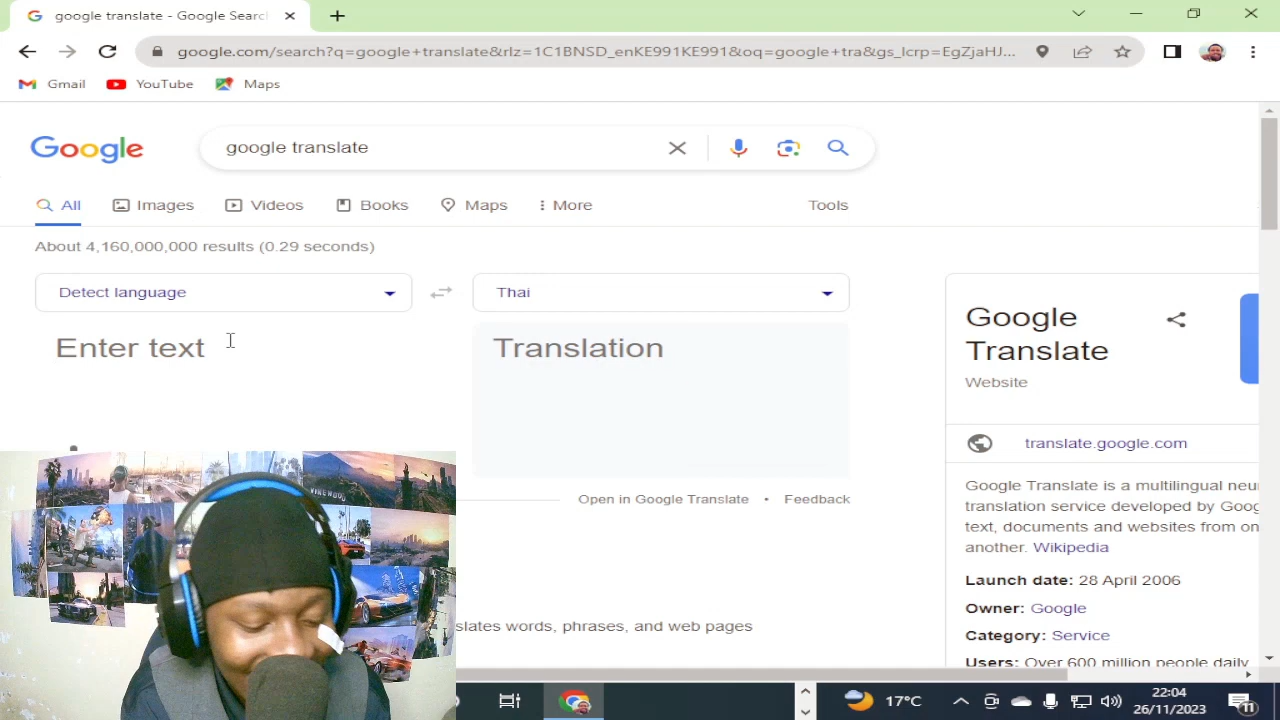 google translate - Google Searc
google.com/search?q=google+translate&rlz=1C1BNSD_enKE991KE991&oq=google+tra&gs_lcrp=EgZjaHJ...
Gmail YouTube Maps
Google google translate
All Images Videos Books Maps More Tools
About 4,160,000,000 results (0.29 seconds)
Detect language Thai
Enter text Translation
Google
Translate
Website
translate.google.com
Open in Google Translate • Feedback
Google Translate is a multilingual neu
translation service developed by Goog
text, documents and websites from on
another. Wikipedia
Launch date: 28 April 2006
Owner: Google
Category: Service
Users: Over 600 million people daily
slates words, phrases, and web pages
VINEWOOD
17°C
22:04
26/11/2023
11